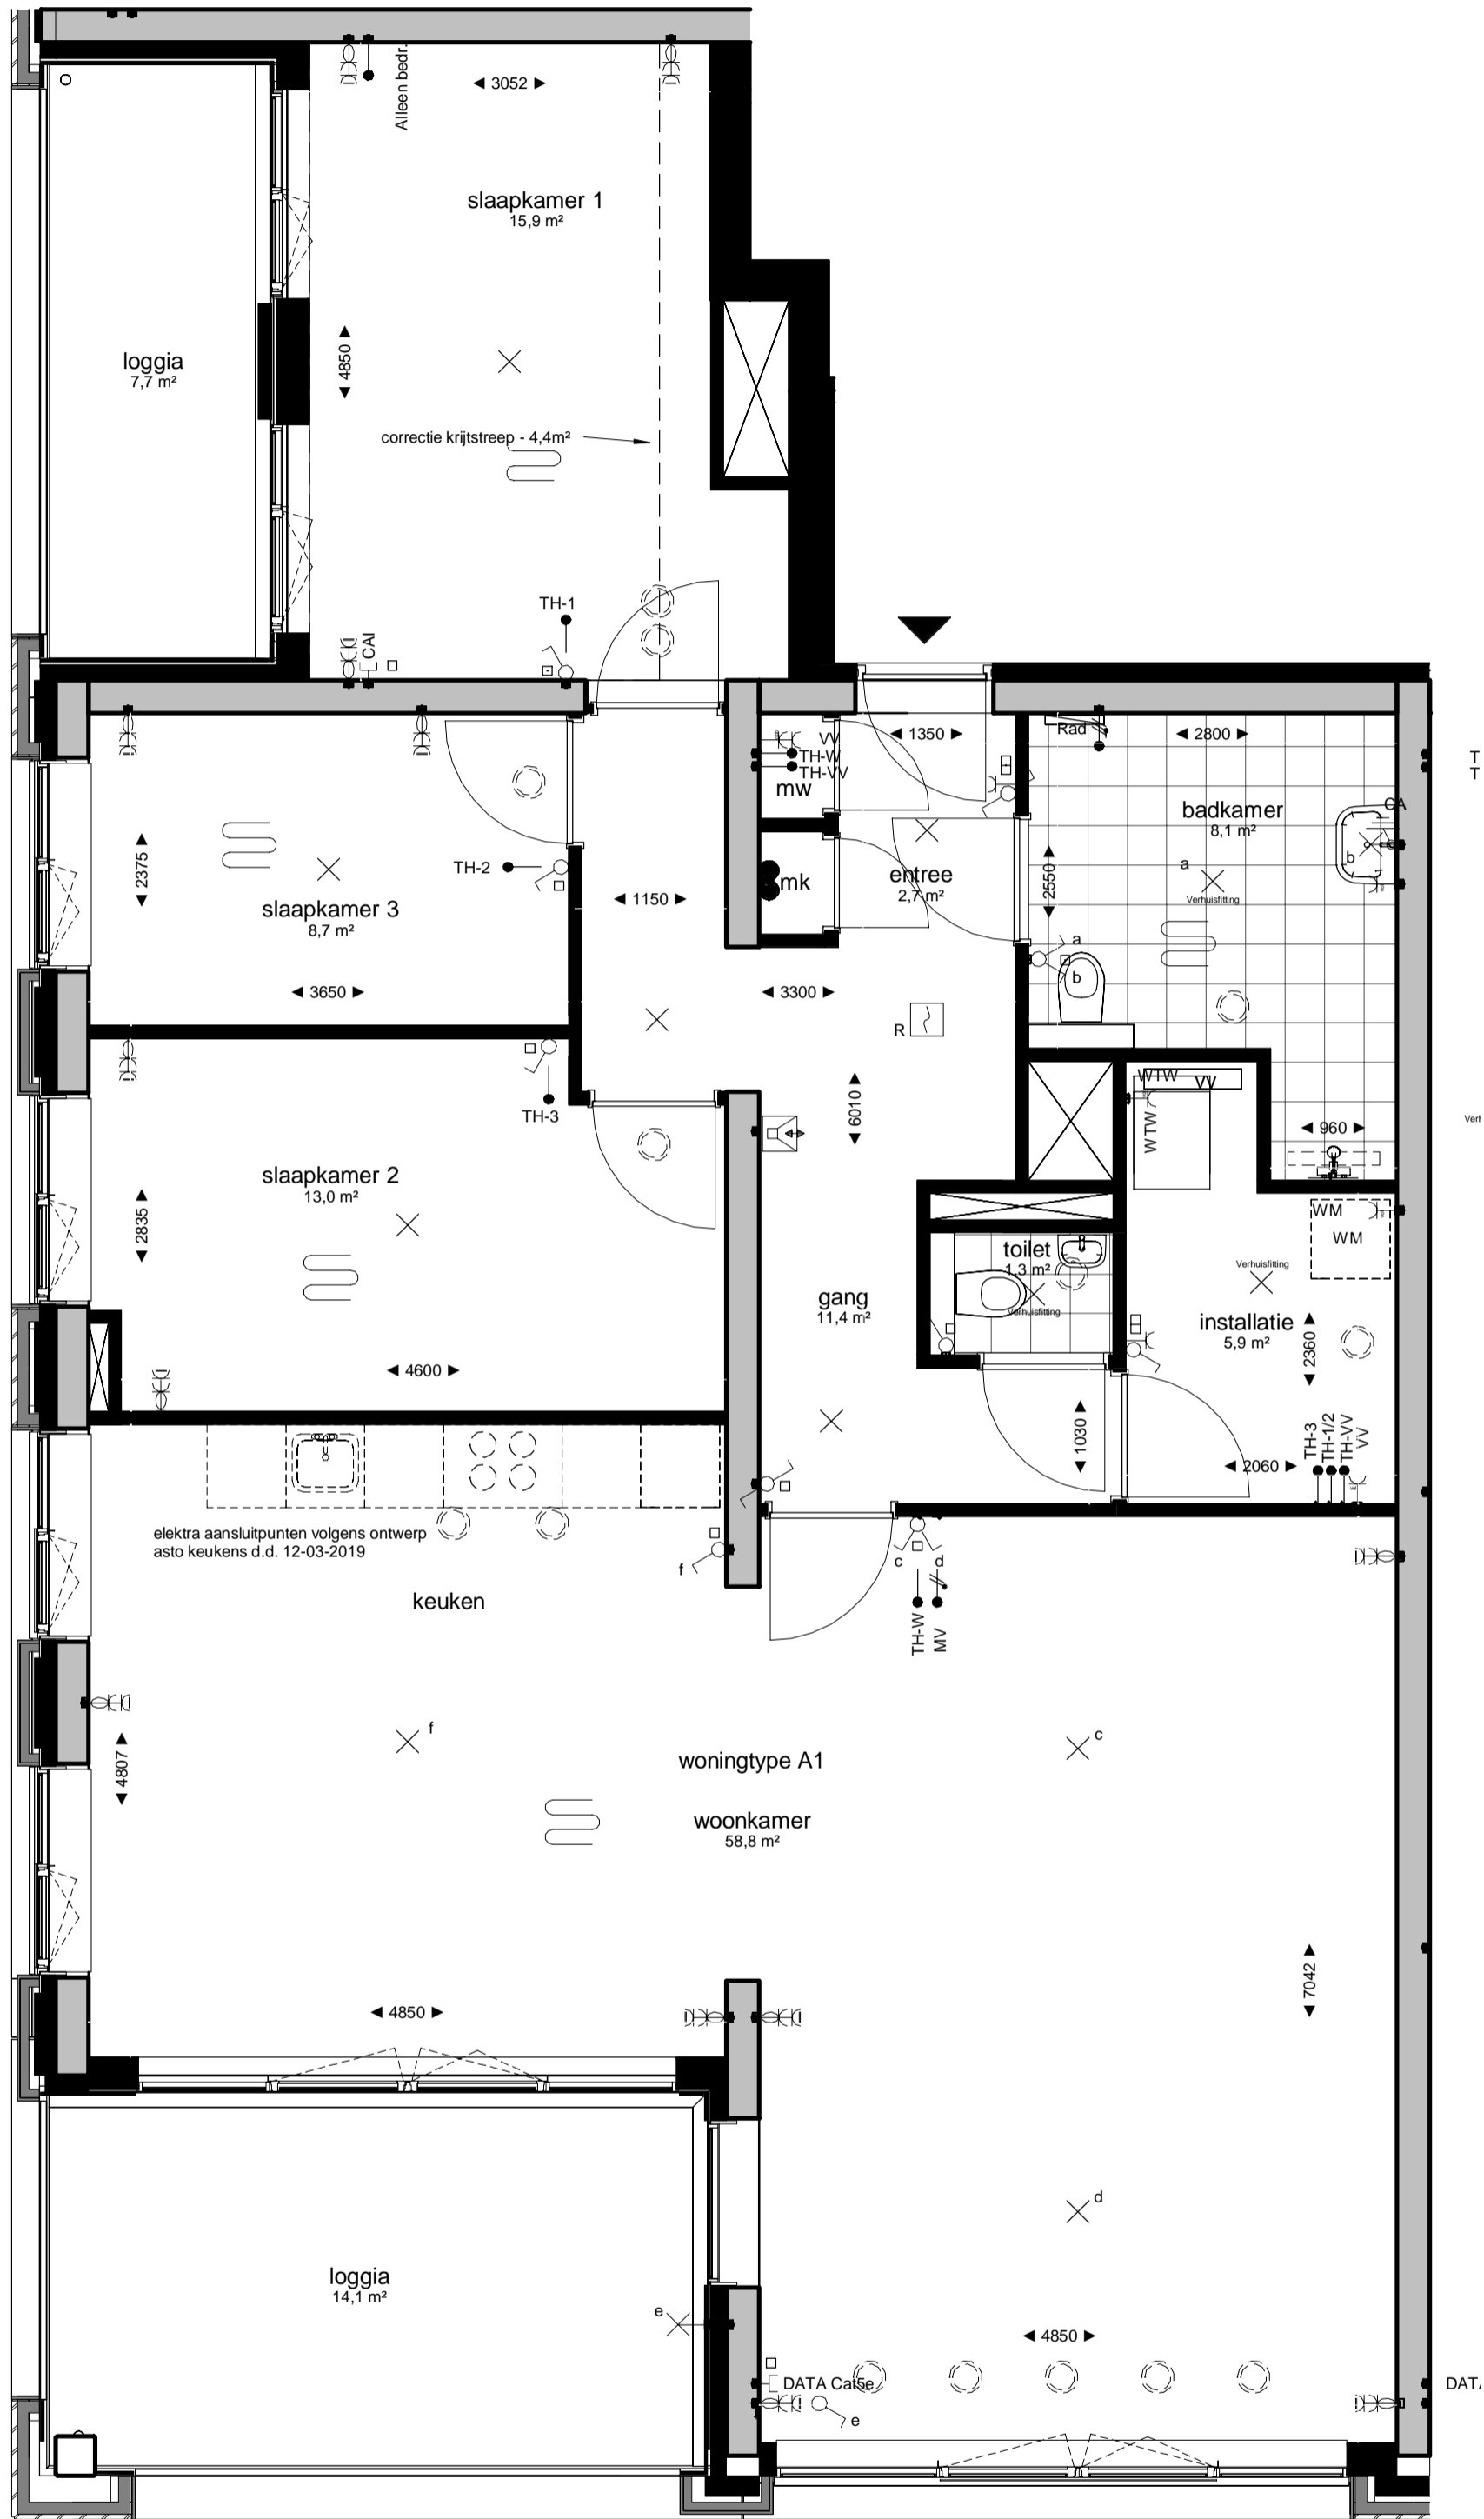 Alleen bedr.
◄ 3052 ►
slaapkamer 1
15,9 m²
loggia
7,7 m²
◄ 4850 ►
correctie krijtstreep - 4,4m²
TH-1
CAI
◄ 1350 ►
Rad
◄ 2800 ►
VV
TH-W
TH-VV
mw
T
T
badkamer
8,1 m²
CA
b
a
Verhuisfitting
◄ 2375 ►
TH-2
slaapkamer 3
8,7 m²
◄ 1150 ►
mk
entree
2,7 m²
◄ 2550 ►
a
b
◄ 3650 ►
◄ 3300 ►
R
TH-3
◄ 6010 ►
WTW
VV
WTW
◄ 960 ►
Verh
slaapkamer 2
13,0 m²
◄ 2835 ►
WM
WM
toilet
1,3 m²
Verhuisfitting
Verhuisfitting
gang
11,4 m²
installatie
5,9 m²
◄ 2360 ►
◄ 4600 ►
◄ 1030 ►
◄ 2060 ►
TH-3
TH-1/2
TH-VV
VV
elektra aansluitpunten volgens ontwerp
asto keukens d.d. 12-03-2019
keuken
f
c
d
TH-W
MV
f
c
◄ 4807 ►
woningtype A1
woonkamer
58,8 m²
◄ 7042 ►
◄ 4850 ►
d
loggia
14,1 m²
e
◄ 4850 ►
DATA Cat5e
e
DAT